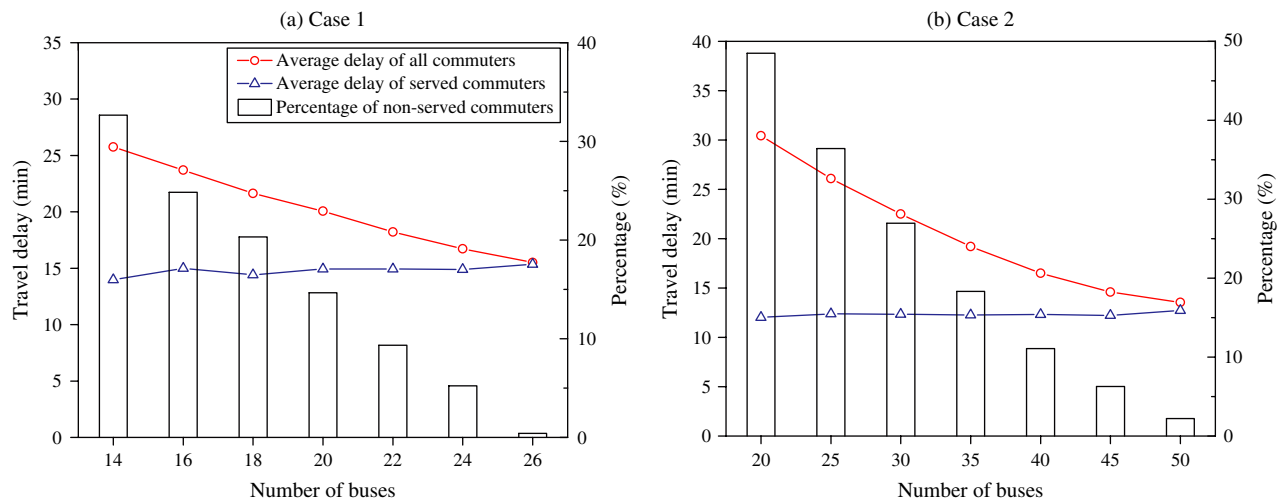 (a) Case 1
35
30
25
20
15
10
5
0
Travel delay (min)
40
30
20
10
0
Percentage (%)
Average delay of all commuters
Average delay of served commuters
Percentage of non-served commuters
14 16 18 20 22 24 26
Number of buses
(b) Case 2
40
35
30
25
20
15
10
5
0
Travel delay (min)
50
40
30
20
10
0
Percentage (%)
20 25 30 35 40 45 50
Number of buses